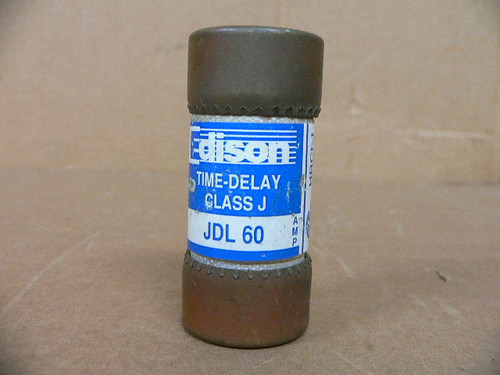 Edison
TIME-DELAY
CLASS J
JDL 60
AMP